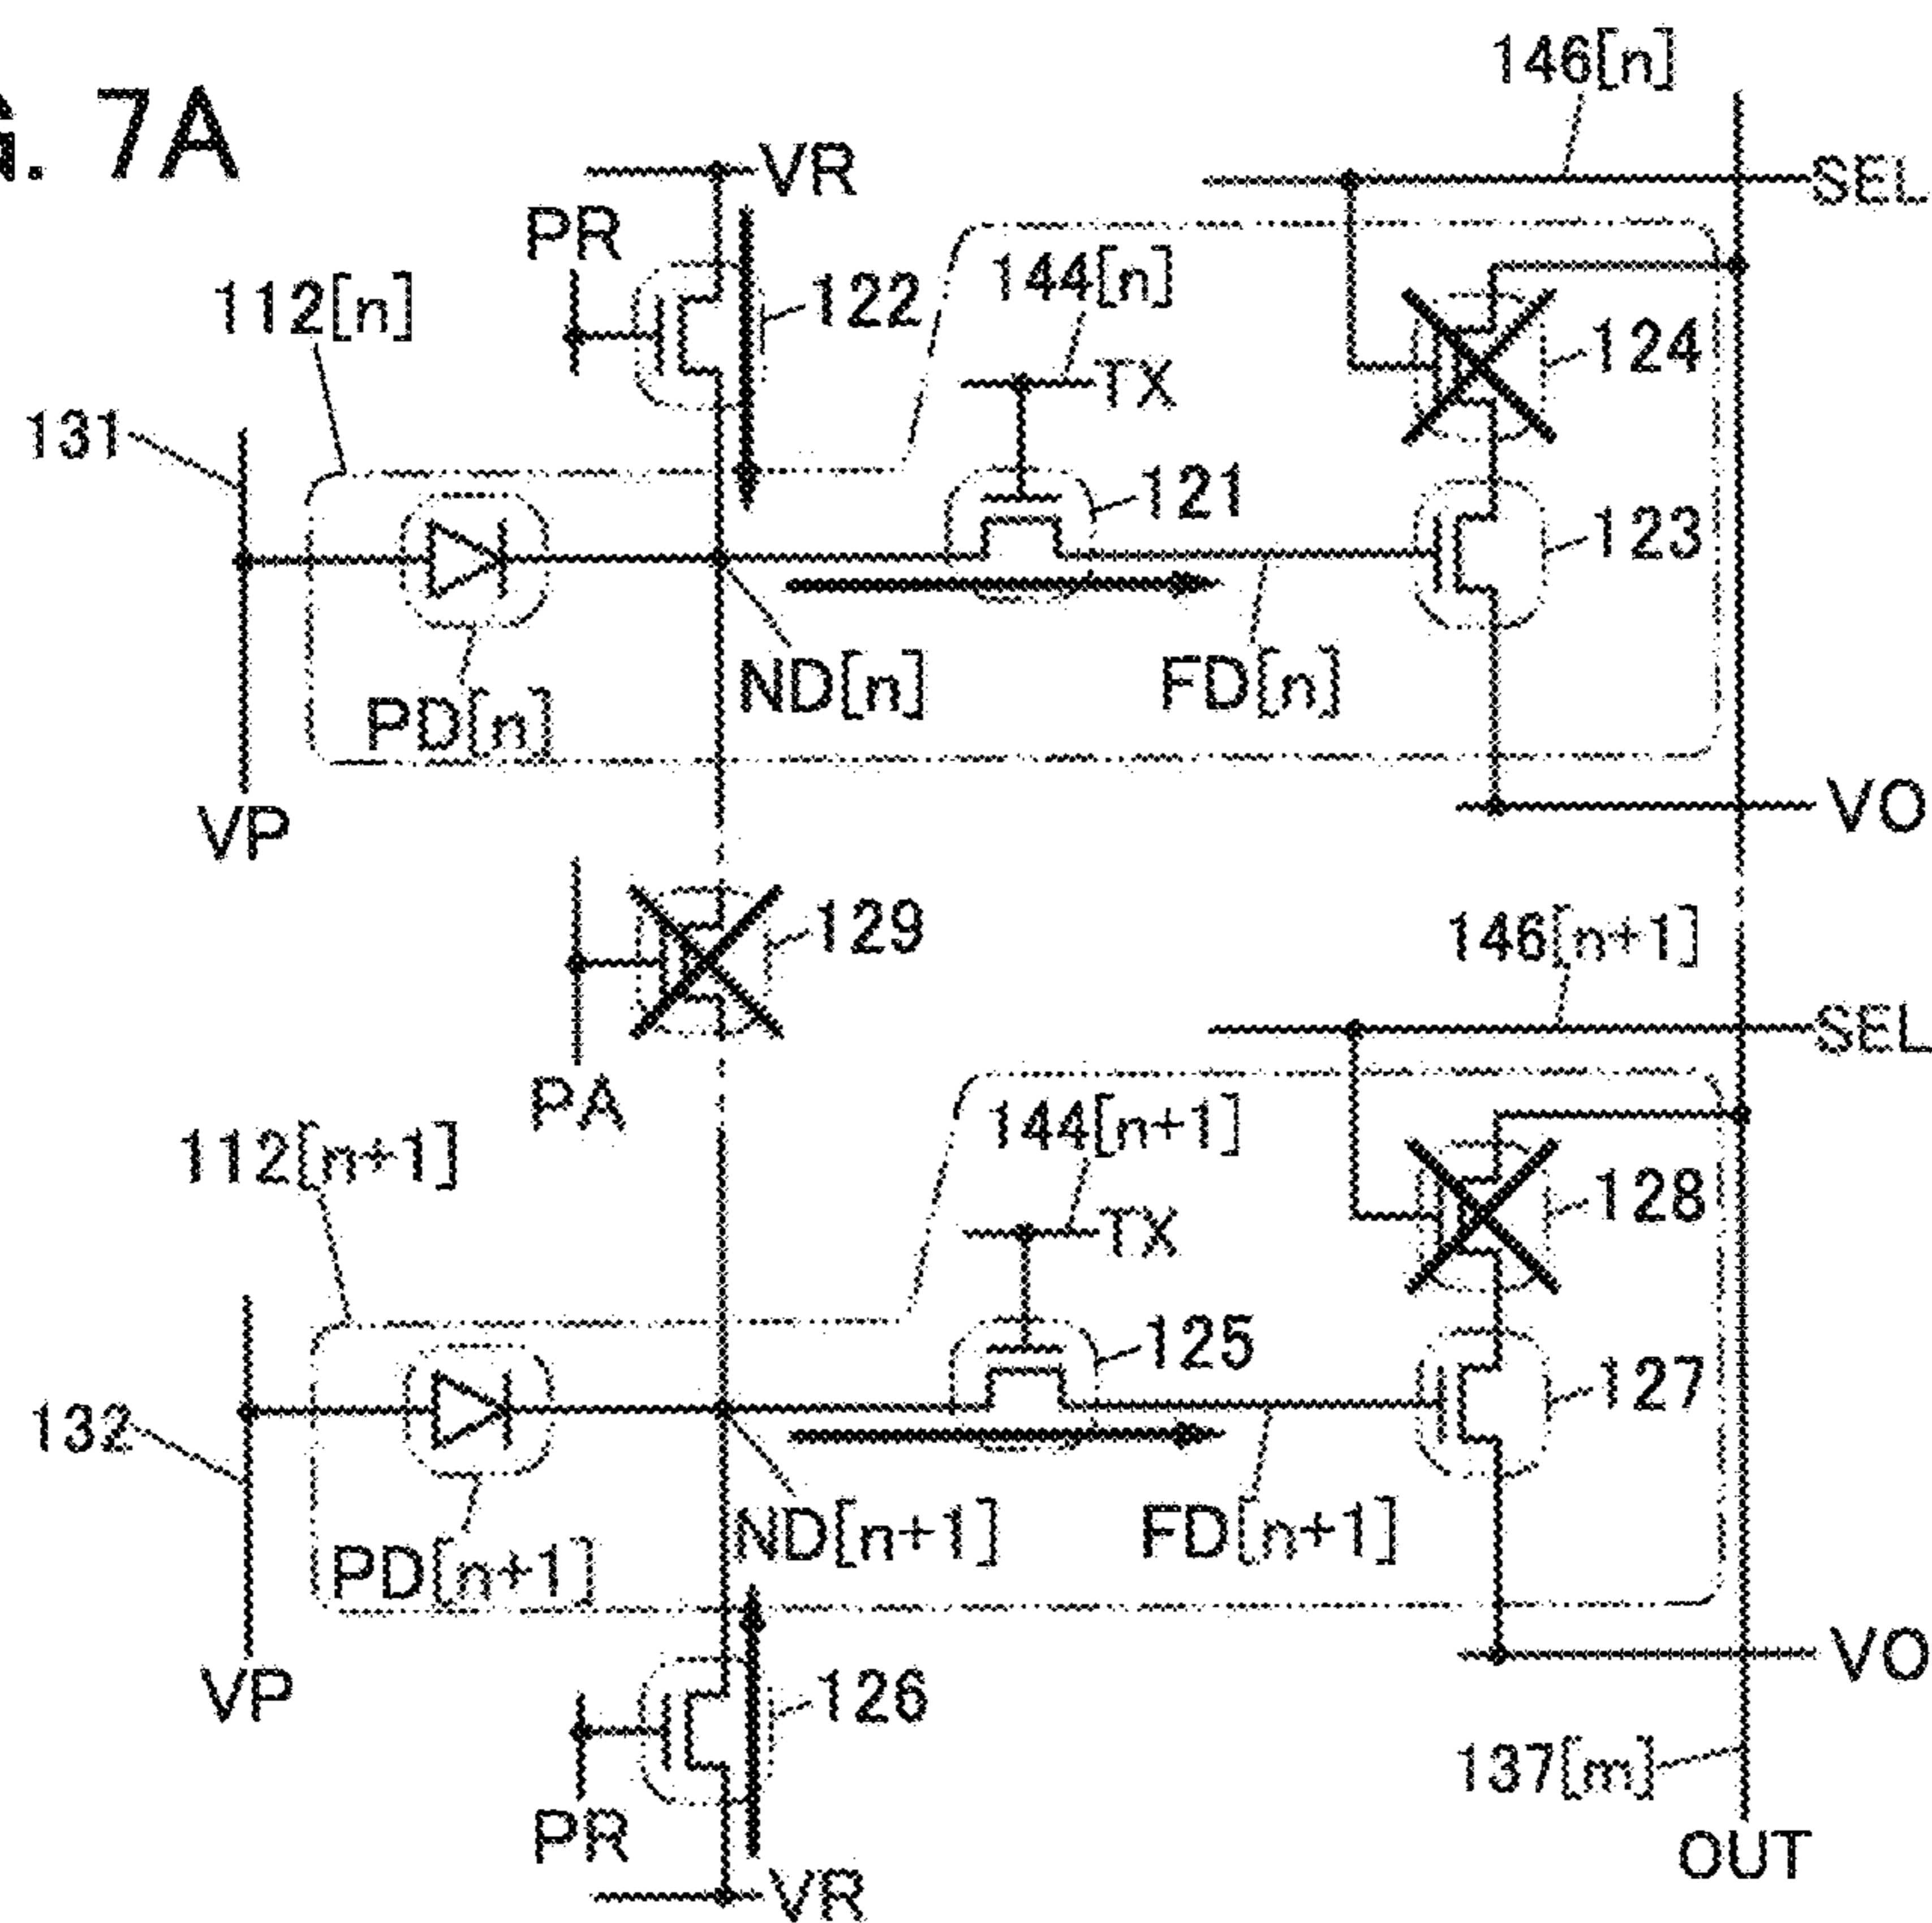 G. 7A
146[n]
VR
SEL
PR
112[n]
122
144[n]
124
131
TX
121
123
ND[n]
FD[n]
PD[n]
VP
VO
129
146[n+1]
SEL
PA
144[n+1]
112[n+1]
TX
128
125
127
132
ND[n+1]
FD[n+1]
PD[n+1]
VO
VP
126
137[m]
PR
OUT
VR